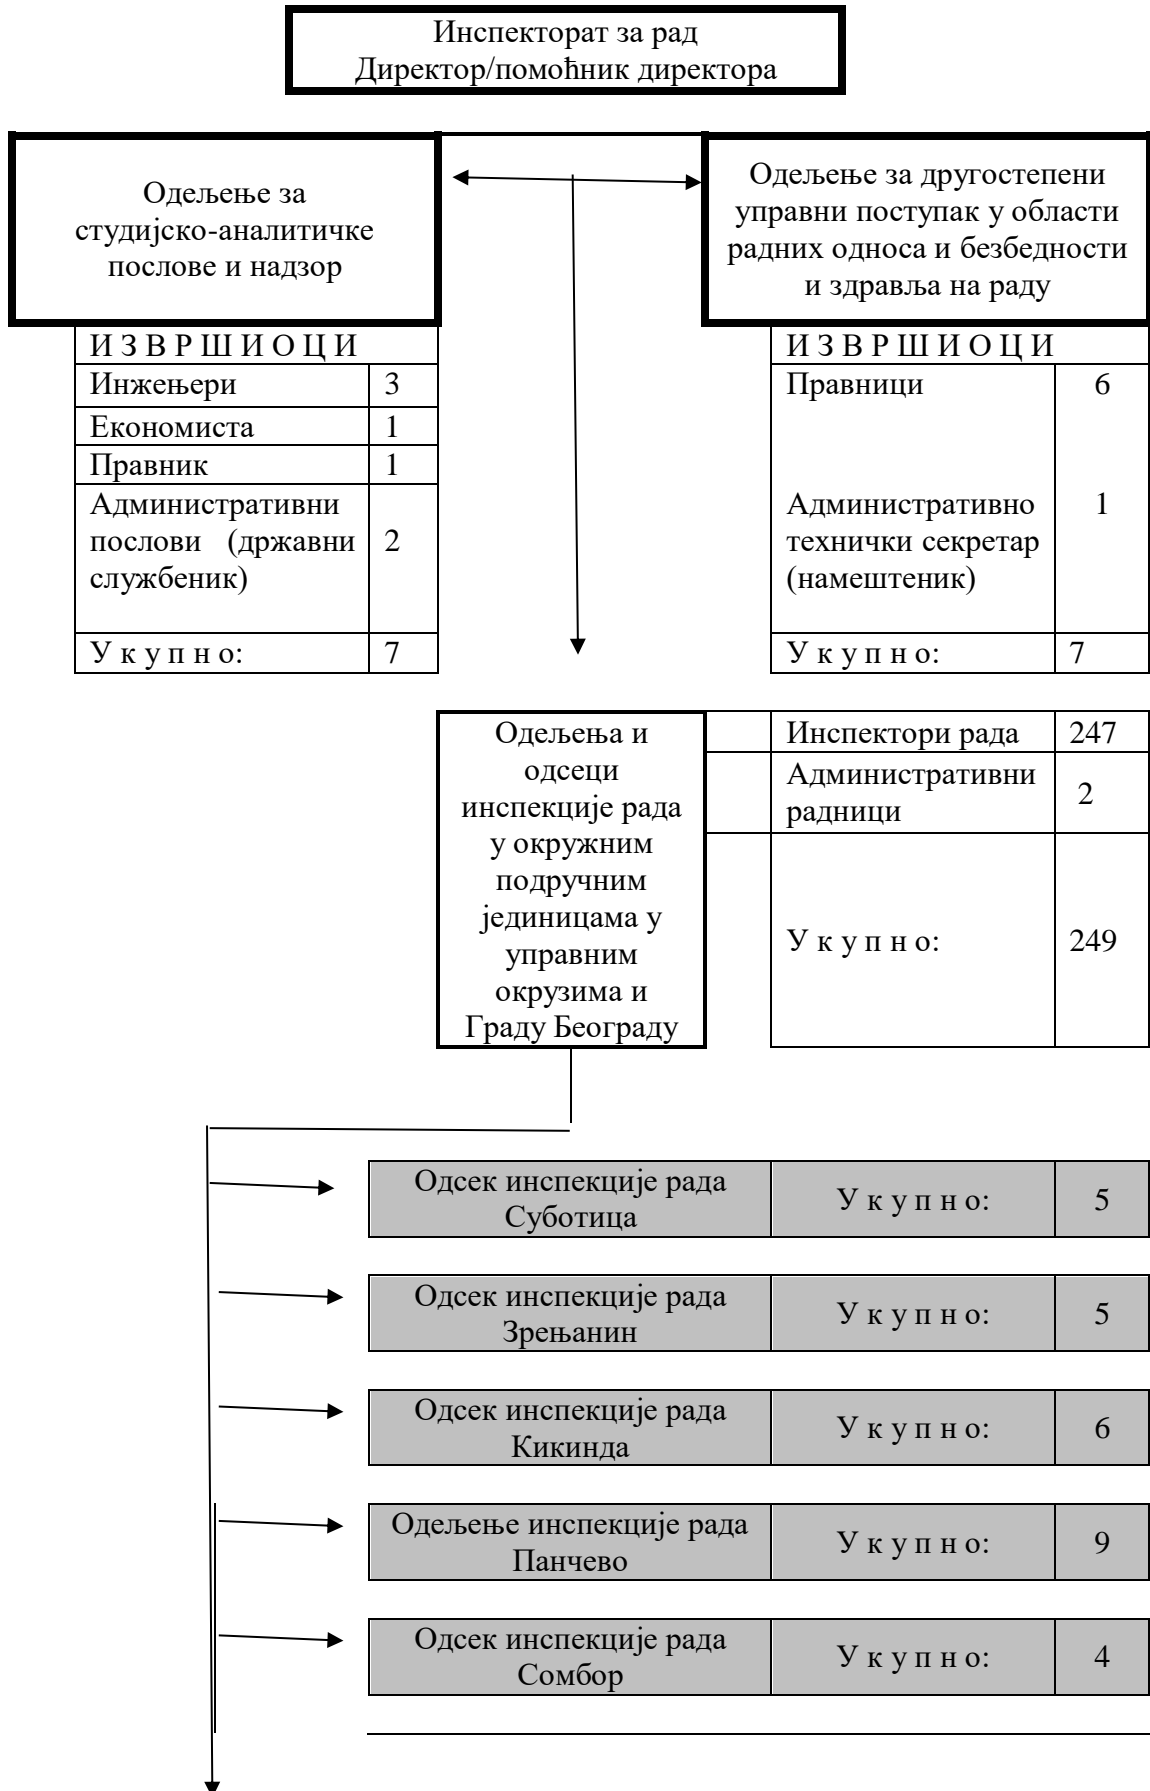 Инспекторат за рад
Директор/помоћник директора
Одељење за
студијско-аналитичке
послове и надзор
Одељење за другостепени
управни поступак у области
радних односа и безбедности
и здравља на раду
И З В Р Ш И О Ц И
Инжењери 3
Економиста 1
Правник 1
Административни
послови (државни 2
службеник)
У к у п н о: 7
И З В Р Ш И О Ц И
Правници 6
Административно 1
технички секретар
(намештеник)
У к у п н о: 7
Одељења и
одсеци
инспекције рада
у окружним
подручним
јединицама у
управним
окрузима и
Граду Београду
Инспектори рада 247
Административни
радници 2
У к у п н о: 249
Одсек инспекције рада
Суботица
У к у п н о: 5
Одсек инспекције рада
Зрењанин
У к у п н о: 5
Одсек инспекције рада
Кикинда
У к у п н о: 6
Одељење инспекције рада
Панчево
У к у п н о: 9
Одсек инспекције рада
Сомбор
У к у п н о: 4